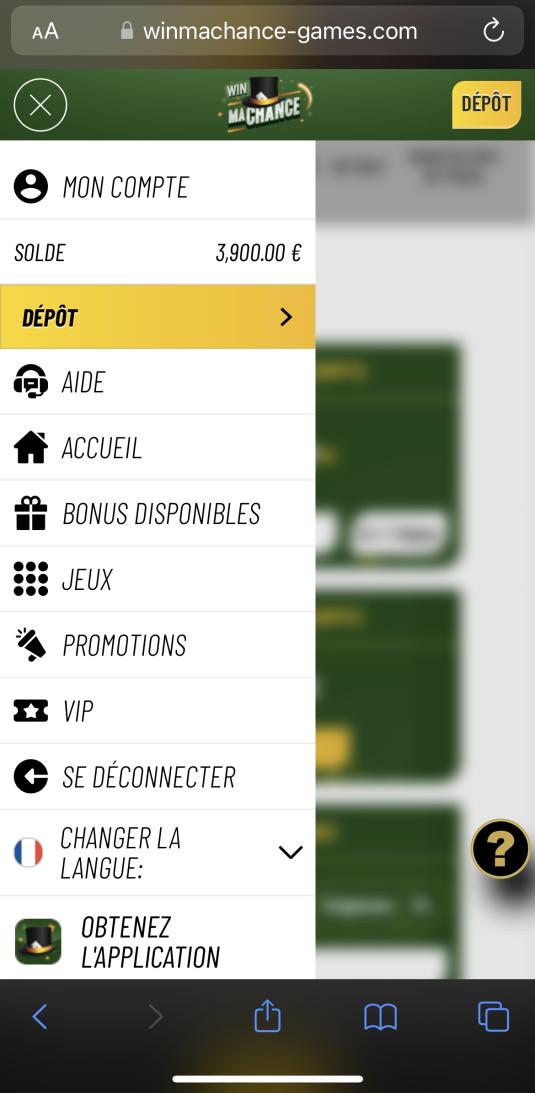 AA
winmachance-games.com
WIN
MACHANCE
DÉPÔT
MON COMPTE
SOLDE 3,900.00 €
DÉPÔT
AIDE
ACCUEIL
BONUS DISPONIBLES
JEUX
PROMOTIONS
VIP
SE DÉCONNECTER
CHANGER LA
LANGUE:
?
OBTENEZ
L'APPLICATION